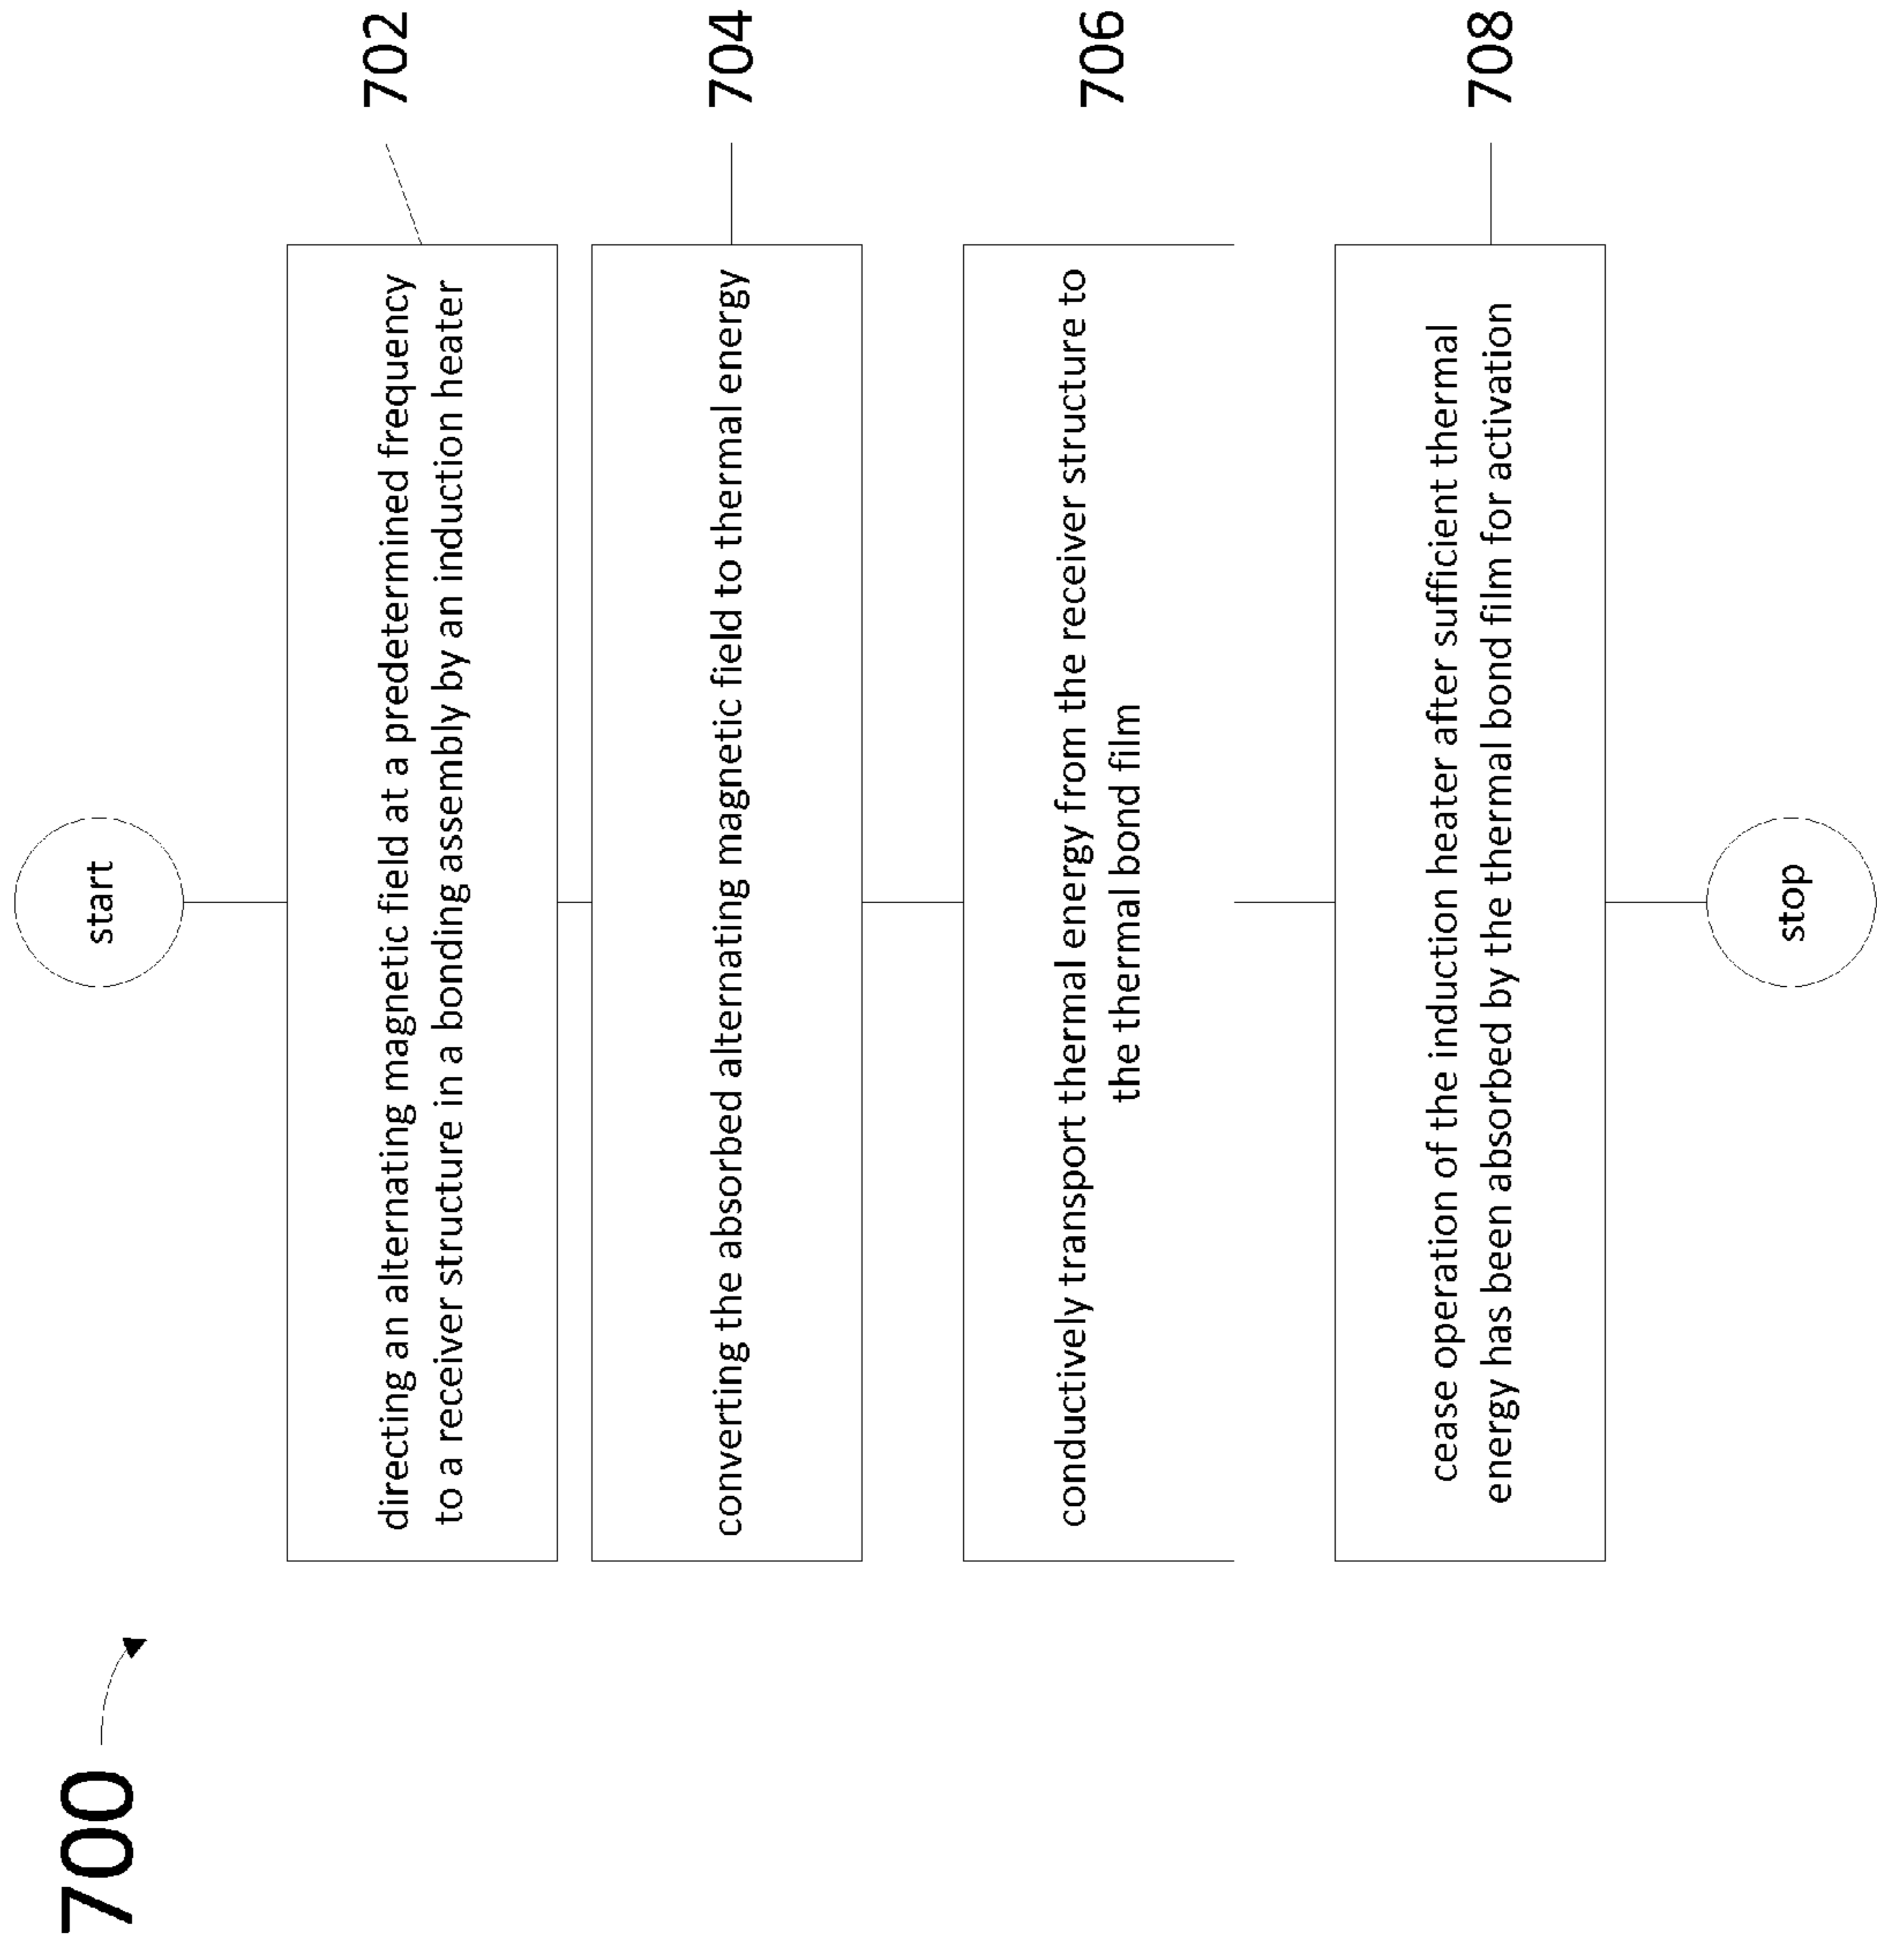 700
start
directing an alternating magnetic field at a predetermined frequency
to a receiver structure in a bonding assembly by an induction heater
702
converting the absorbed alternating magnetic field to thermal energy
704
conductively transport thermal energy from the receiver structure to
the thermal bond film
706
cease operation of the induction heater after sufficient thermal
energy has been absorbed by the thermal bond film for activation
708
stop